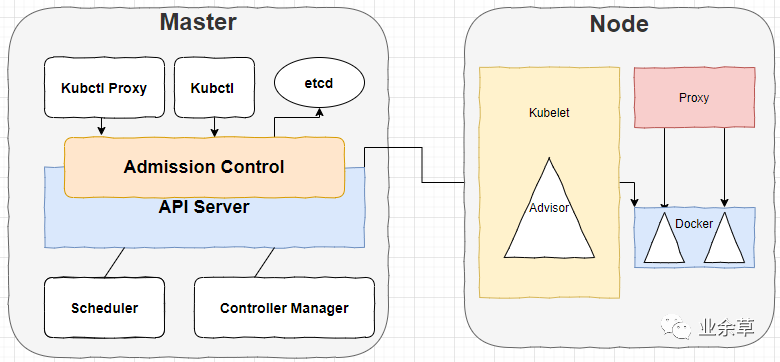 Master
Kubctl Proxy
Kubctl
etcd
Admission Control
API Server
Scheduler
Controller Manager
Node
Kubelet
Advisor
Proxy
Docker
业余草